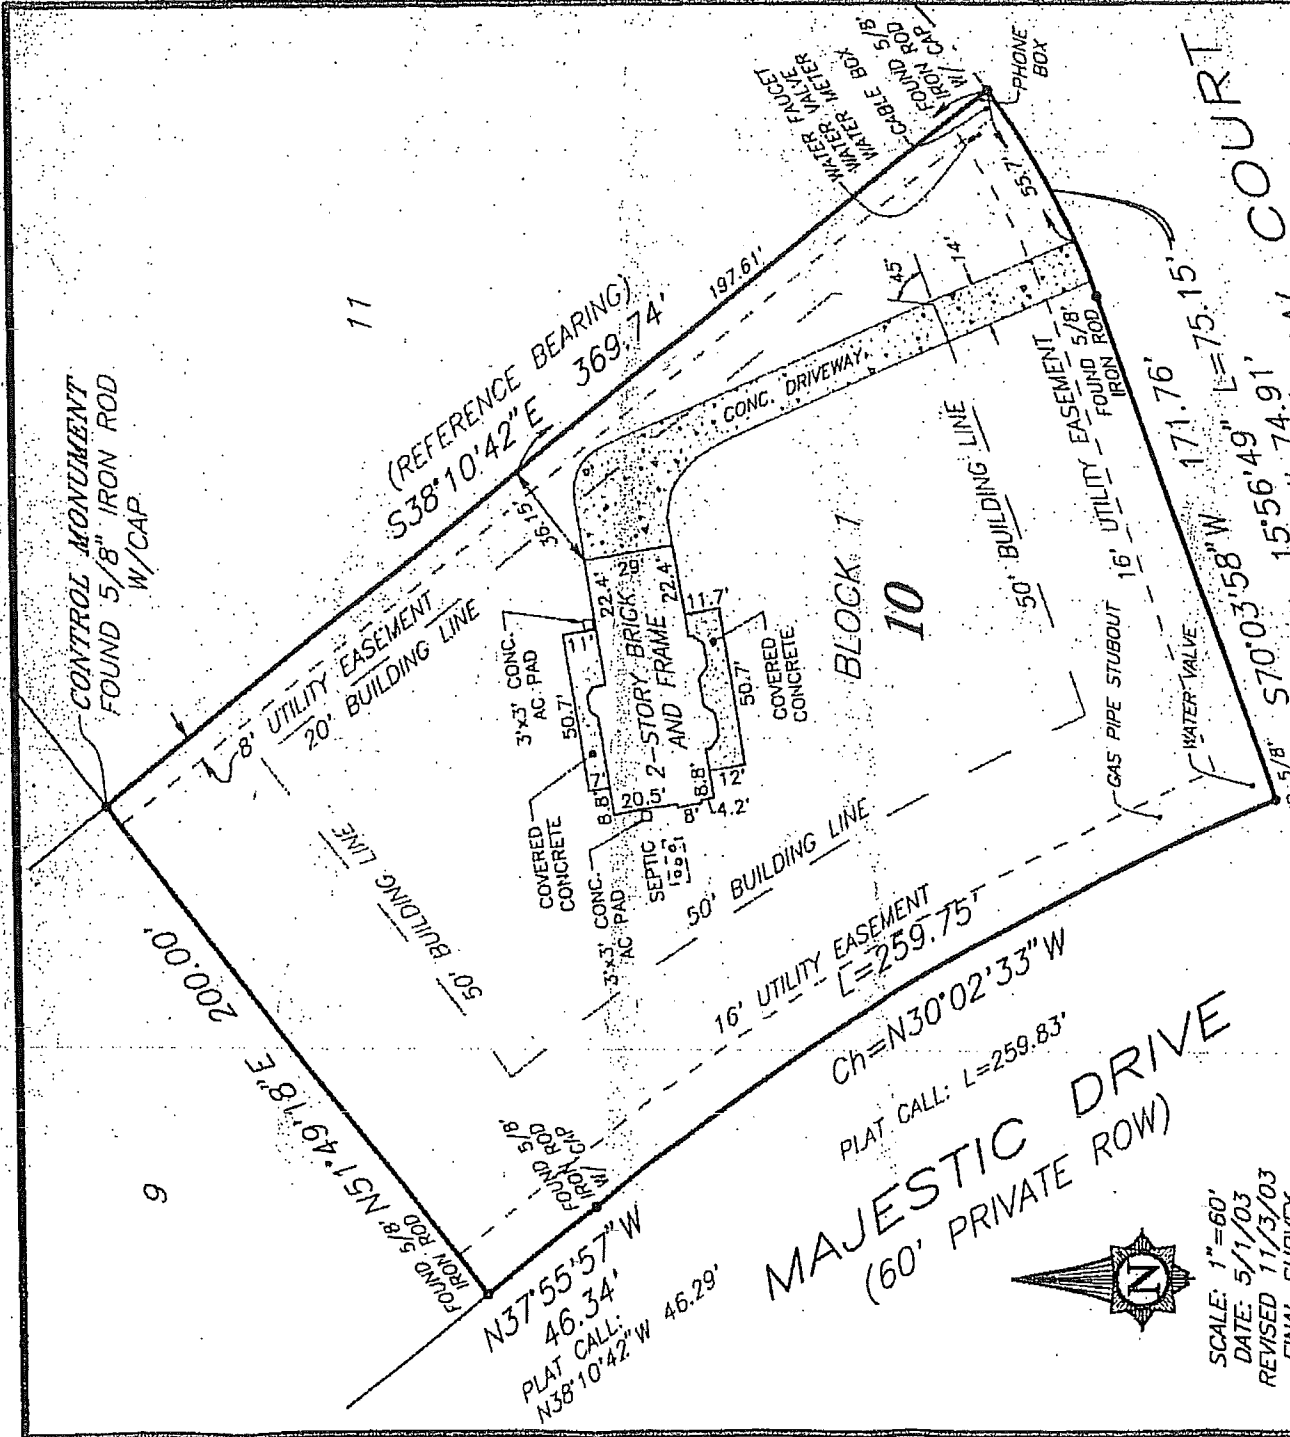 CONTROL MONUMENT
FOUND 5/8" IRON ROD
W/CAP
11
(REFERENCE BEARING)
S38°10'42"E 369.74'
197.61'
WATER FAUCET
WATER VALVE
WATER METER
CABLE BOX
FOUND 5/8"
IRON ROD
W/ CAP
PHONE
BOX
55.7'
14'
45'
CONC. DRIVEWAY
36.15'
8' UTILITY EASEMENT
20' BUILDING LINE
3'x3' CONC.
AC PAD
50.7'
11'
22.4'
29'
22.4'
2-STORY BRICK
AND FRAME
11.7'
50.7'
COVERED
CONCRETE
12'
8.8'
4.2'
8'
20.5'
8.8'
7'
COVERED
CONCRETE
3'x3' CONC.
AC PAD
SEPTIC
BLOCK 1
10
50' BUILDING LINE
50' BUILDING LINE
50' BUILDING LINE
16' UTILITY EASEMENT
FOUND 5/8"
IRON ROD
GAS PIPE STUBOUT
WATER VALVE
171.76'
S70°03'58"W
15°56'49" L=75.15'
74.91'
COURT
5/8"
9
N51°49'18"E 200.00'
FOUND 5/8"
IRON ROD
FOUND 5/8"
IRON ROD
W/ CAP
N37°55'57"W
46.34'
PLAT CALL:
N38°10'42"W 46.29'
16' UTILITY EASEMENT
L=259.75'
Ch=N30°02'33"W
PLAT CALL: L=259.83'
MAJESTIC DRIVE
(60' PRIVATE ROW)
N
SCALE: 1"=60'
DATE: 5/1/03
REVISED 11/3/03
FINAL SURVEY